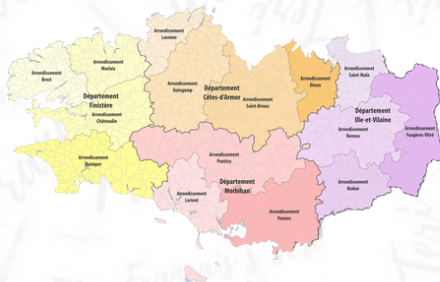 Arrondissement
Lannion
Arrondissement
Morlaix
Arrondissement
Brest
Département
Finistère
Arrondissement
Châteaulin
Arrondissement
Quimper
Arrondissement
Guingamp
Département
Côtes-d'Armor
Arrondissement
Saint Brieuc
Arrondissement
Dinan
Arrondissement
Saint-Malo
Département
Ille-et-Vilaine
Arrondissement
Rennes
Arrondissement
Fougères Vitré
Arrondissement
Redon
Arrondissement
Pontivy
Département
Morbihan
Arrondissement
Lorient
Arrondissement
Vannes